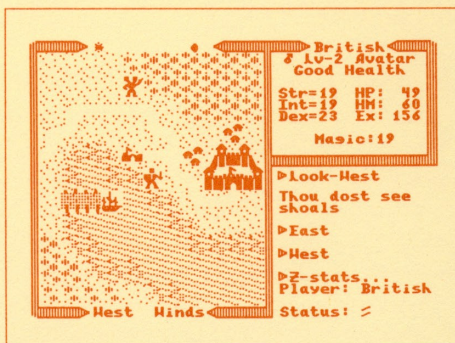 British
♂ Lv-2 Avatar
Good Health
Str=19 HP: 49
Int=19 HM: 60
Dex=23 Ex: 156
Magic:19
▷Look-West
Thou dost see
shoals
▷East
▷West
▷Z-stats...
Player: British
Status:
West Winds